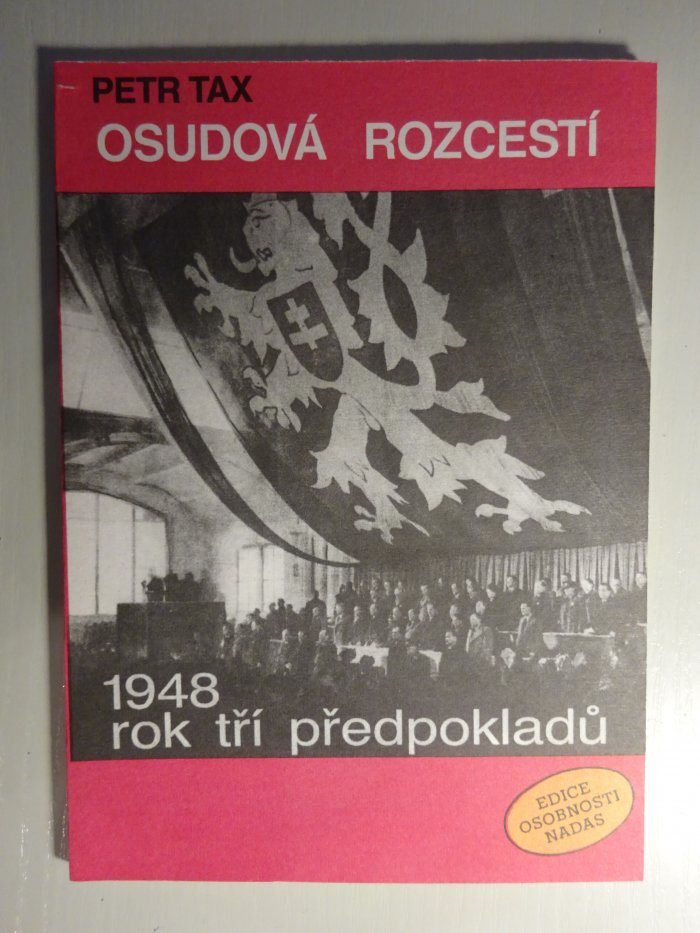 PETR TAX
OSUDOVÁ ROZCESTÍ
1948
rok tří předpokladů
EDICE
OSOBNOSTI
NADAS